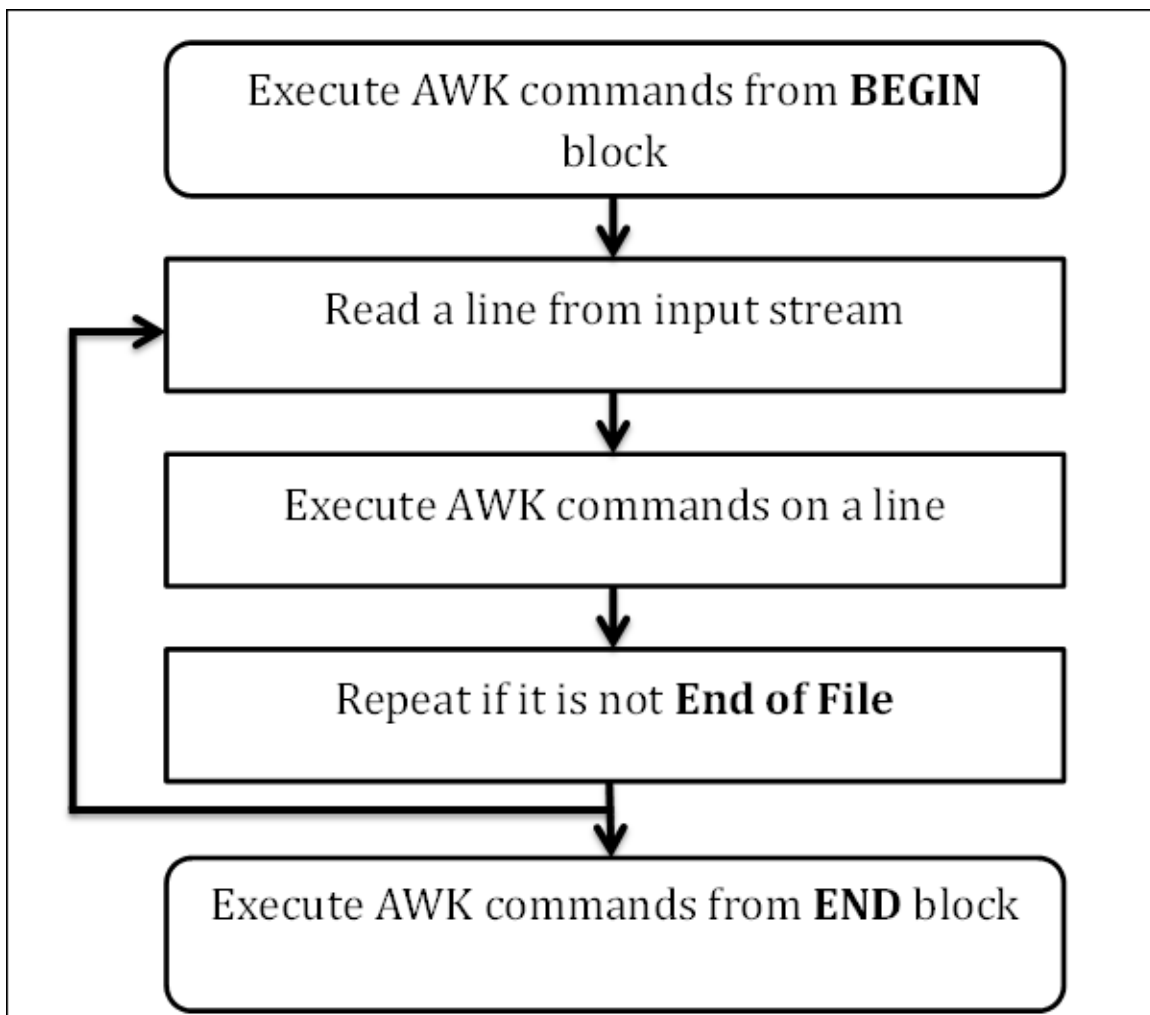 Execute AWK commands from BEGIN
block
Read a line from input stream
Execute AWK commands on a line
Repeat if it is not End of File
Execute AWK commands from END block